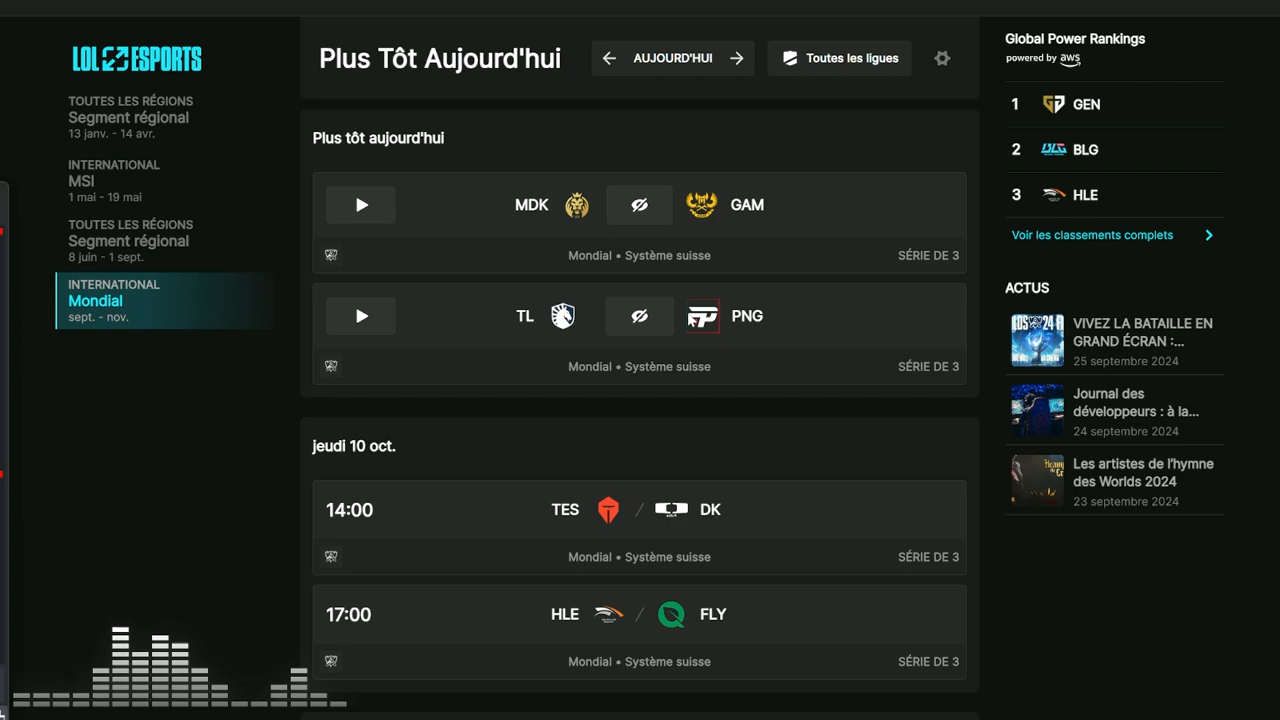 LOL ESPORTS
TOUTES LES RÉGIONS
Segment régional
13 janv. - 14 avr.
INTERNATIONAL
MSI
1 mai - 19 mai
TOUTES LES RÉGIONS
Segment régional
8 juin - 1 sept.
INTERNATIONAL
Mondial
sept. - nov.
Plus Tôt Aujourd'hui
AUJOURD'HUI
Toutes les ligues
Plus tôt aujourd'hui
MDK GAM
Mondial • Système suisse SÉRIE DE 3
TL PNG
Mondial • Système suisse SÉRIE DE 3
jeudi 10 oct.
14:00 TES / DK
Mondial • Système suisse SÉRIE DE 3
17:00 HLE / FLY
Mondial • Système suisse SÉRIE DE 3
Global Power Rankings
powered by aws
1 GEN
2 BLG BLG
3 HLE
Voir les classements complets
ACTUS
VIVEZ LA BATAILLE EN
GRAND ÉCRAN :...
25 septembre 2024
Journal des
développeurs : à la...
24 septembre 2024
Les artistes de l'hymne
des Worlds 2024
23 septembre 2024